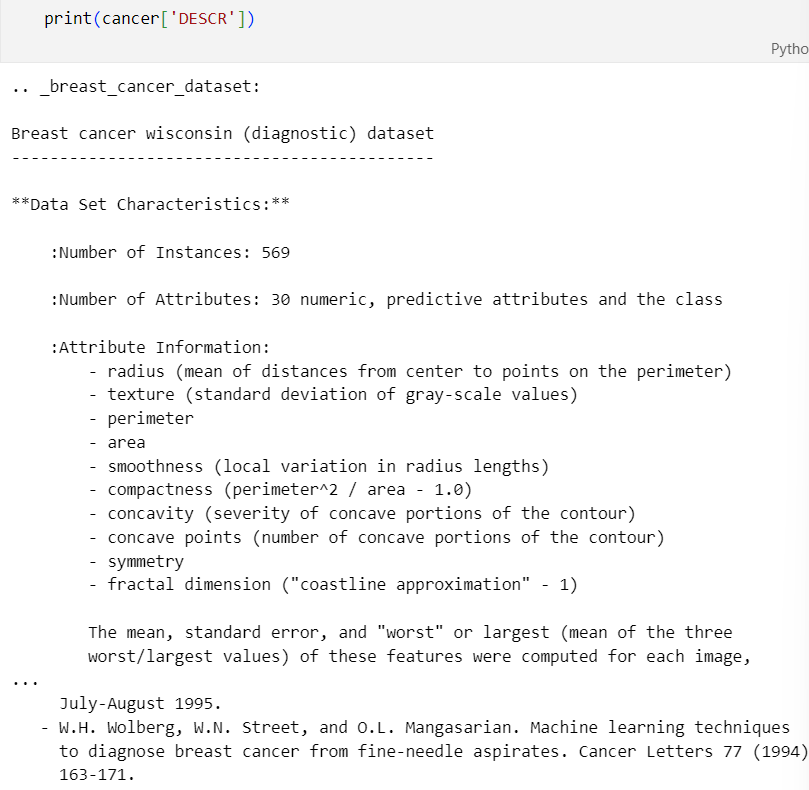 print(cancer['DESCR'])
Pytho
.. _breast_cancer_dataset:
Breast cancer wisconsin (diagnostic) dataset
--------------------------------------------
**Data Set Characteristics:**
:Number of Instances: 569
:Number of Attributes: 30 numeric, predictive attributes and the class
:Attribute Information:
- radius (mean of distances from center to points on the perimeter)
- texture (standard deviation of gray-scale values)
- perimeter
- area
- smoothness (local variation in radius lengths)
- compactness (perimeter^2 / area - 1.0)
- concavity (severity of concave portions of the contour)
- concave points (number of concave portions of the contour)
- symmetry
- fractal dimension ("coastline approximation" - 1)
The mean, standard error, and "worst" or largest (mean of the three
worst/largest values) of these features were computed for each image,
...
July-August 1995.
- W.H. Wolberg, W.N. Street, and O.L. Mangasarian. Machine learning techniques
to diagnose breast cancer from fine-needle aspirates. Cancer Letters 77 (1994)
163-171.